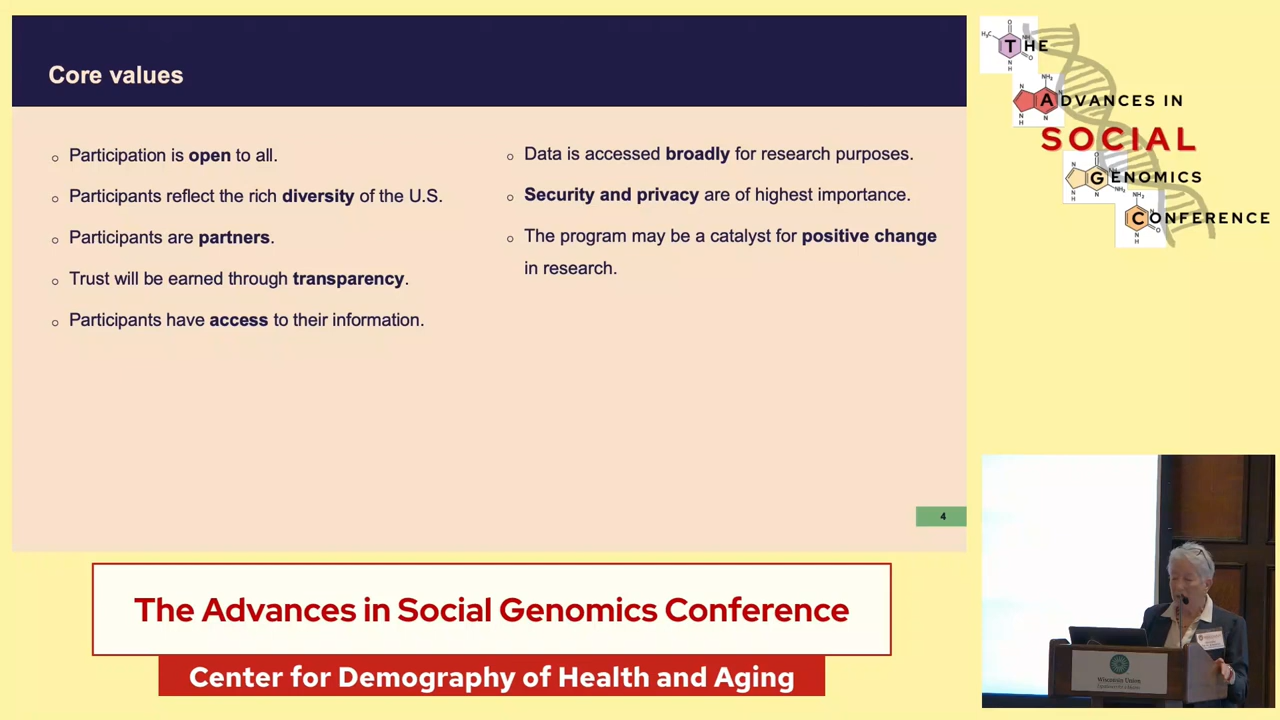 Core values
Participation is open to all.
Participants reflect the rich diversity of the U.S.
Participants are partners.
Trust will be earned through transparency.
Participants have access to their information.
Data is accessed broadly for research purposes.
Security and privacy are of highest importance.
The program may be a catalyst for positive change
in research.
4
THE
ADVANCES IN
SOCIAL
GENOMICS
CONFERENCE
The Advances in Social Genomics Conference
Center for Demography of Health and Aging
Wisconsin Union